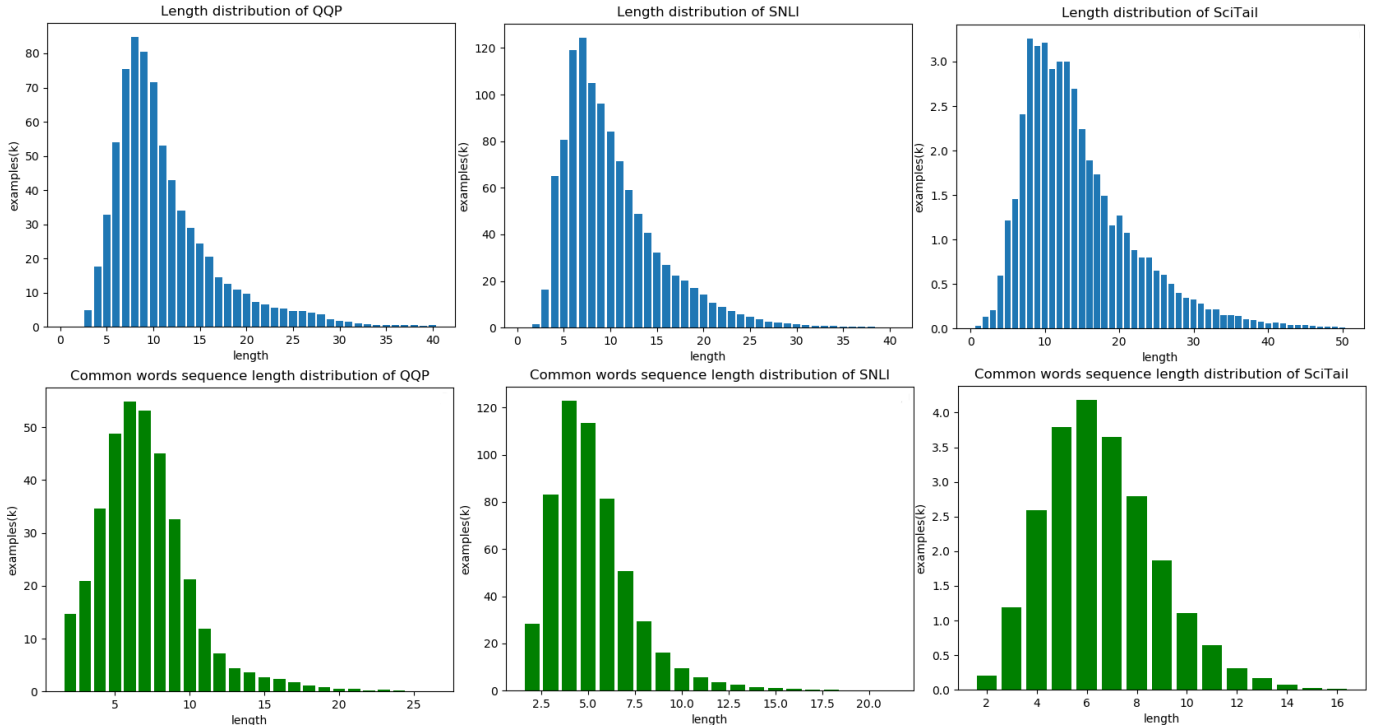 Length distribution of QQP
examples(k)
80
70
60
50
40
30
20
10
0
0 5 10 15 20 25 30 35 40
length
Length distribution of SNLI
examples(k)
120
100
80
60
40
20
0
0 5 10 15 20 25 30 35 40
length
Length distribution of SciTail
examples(k)
3.0
2.5
2.0
1.5
1.0
0.5
0.0
0 10 20 30 40 50
length
Common words sequence length distribution of QQP
examples(k)
50
40
30
20
10
0
5 10 15 20 25
length
Common words sequence length distribution of SNLI
examples(k)
120
100
80
60
40
20
0
2.5 5.0 7.5 10.0 12.5 15.0 17.5 20.0
length
Common words sequence length distribution of SciTail
examples(k)
4.0
3.5
3.0
2.5
2.0
1.5
1.0
0.5
0.0
2 4 6 8 10 12 14 16
length